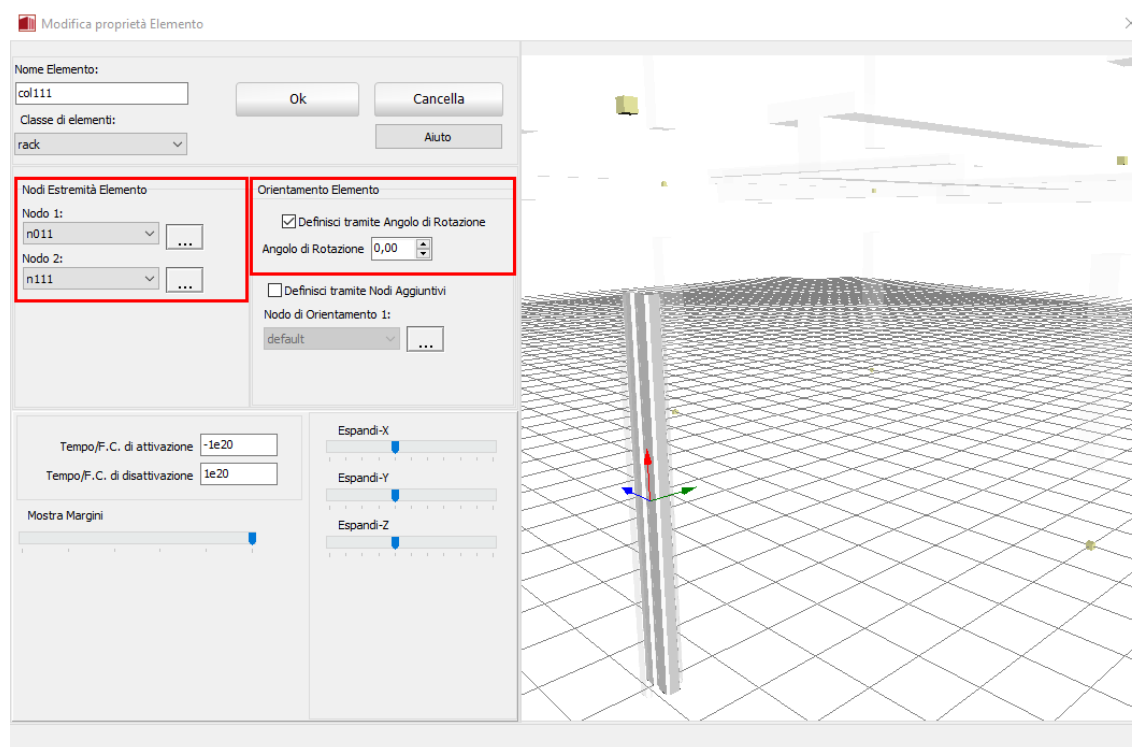 Modifica proprietà Elemento
Nome Elemento:
col111
Ok
Cancella
Classe di elementi:
Aiuto
rack
Nodi Estremità Elemento
Nodo 1:
n011
...
Nodo 2:
n111
...
Orientamento Elemento
Definisci tramite Angolo di Rotazione
Angolo di Rotazione 0,00
Definisci tramite Nodi Aggiuntivi
Nodo di Orientamento 1:
default
...
Tempo/F.C. di attivazione -1e20
Tempo/F.C. di disattivazione 1e20
Mostra Margini
Espandi-X
Espandi-Y
Espandi-Z